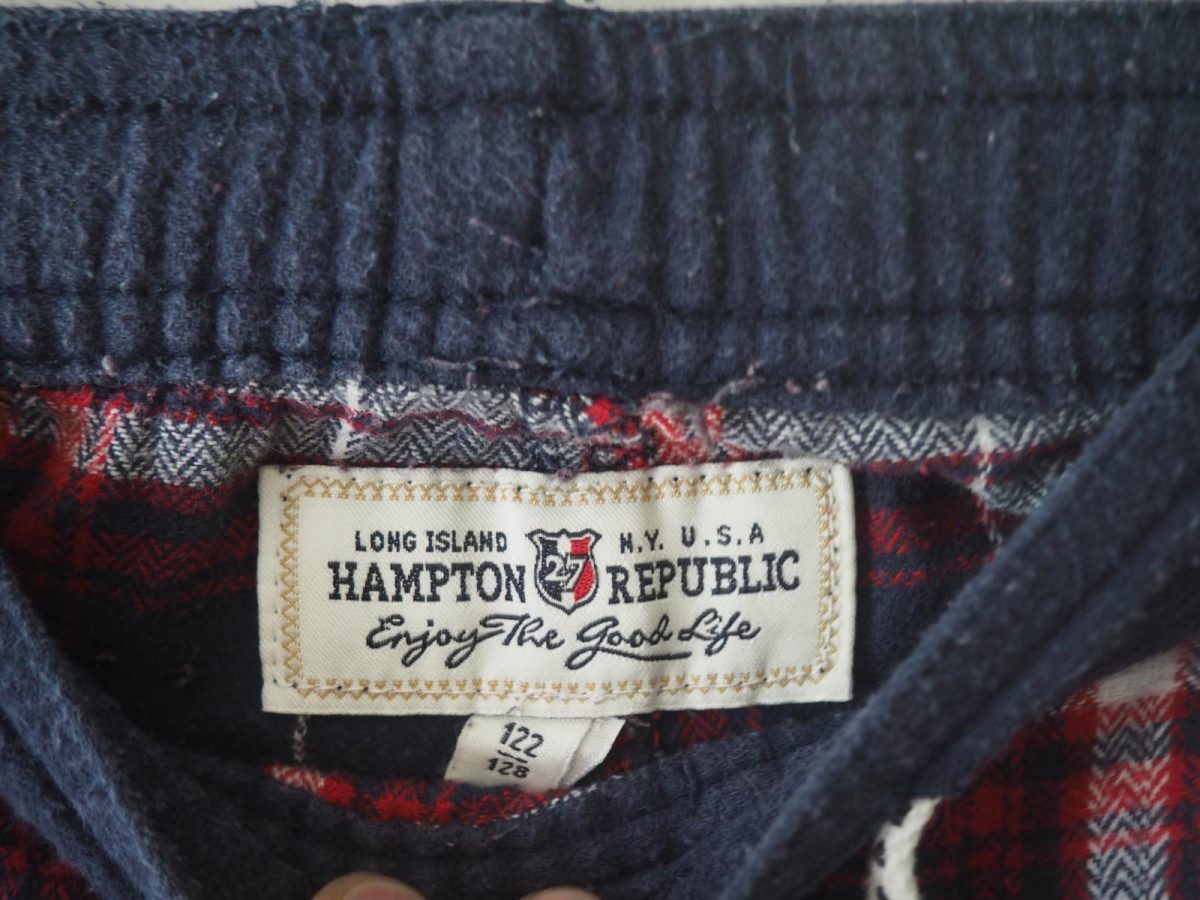 LONG ISLAND N.Y. U.S.A
HAMPTON 27 REPUBLIC
Enjoy The Good Life
122
128